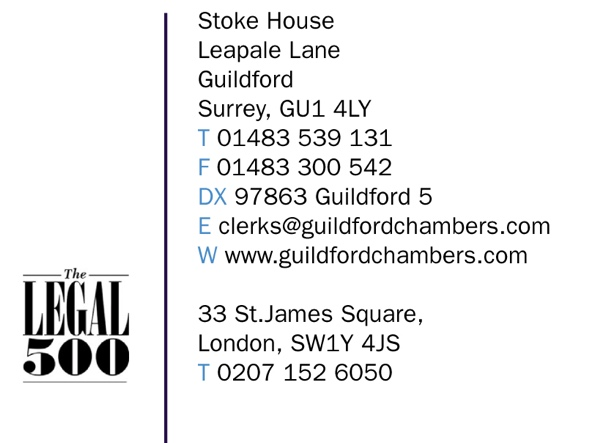 Stoke House
Leapale Lane
Guildford
Surrey, GU1 4LY
T 01483 539 131
F 01483 300 542
DX 97863 Guildford 5
E clerks@guildfordchambers.com
W www.guildfordchambers.com
The
LEGAL
500
33 St.James Square,
London, SW1Y 4JS
T 0207 152 6050